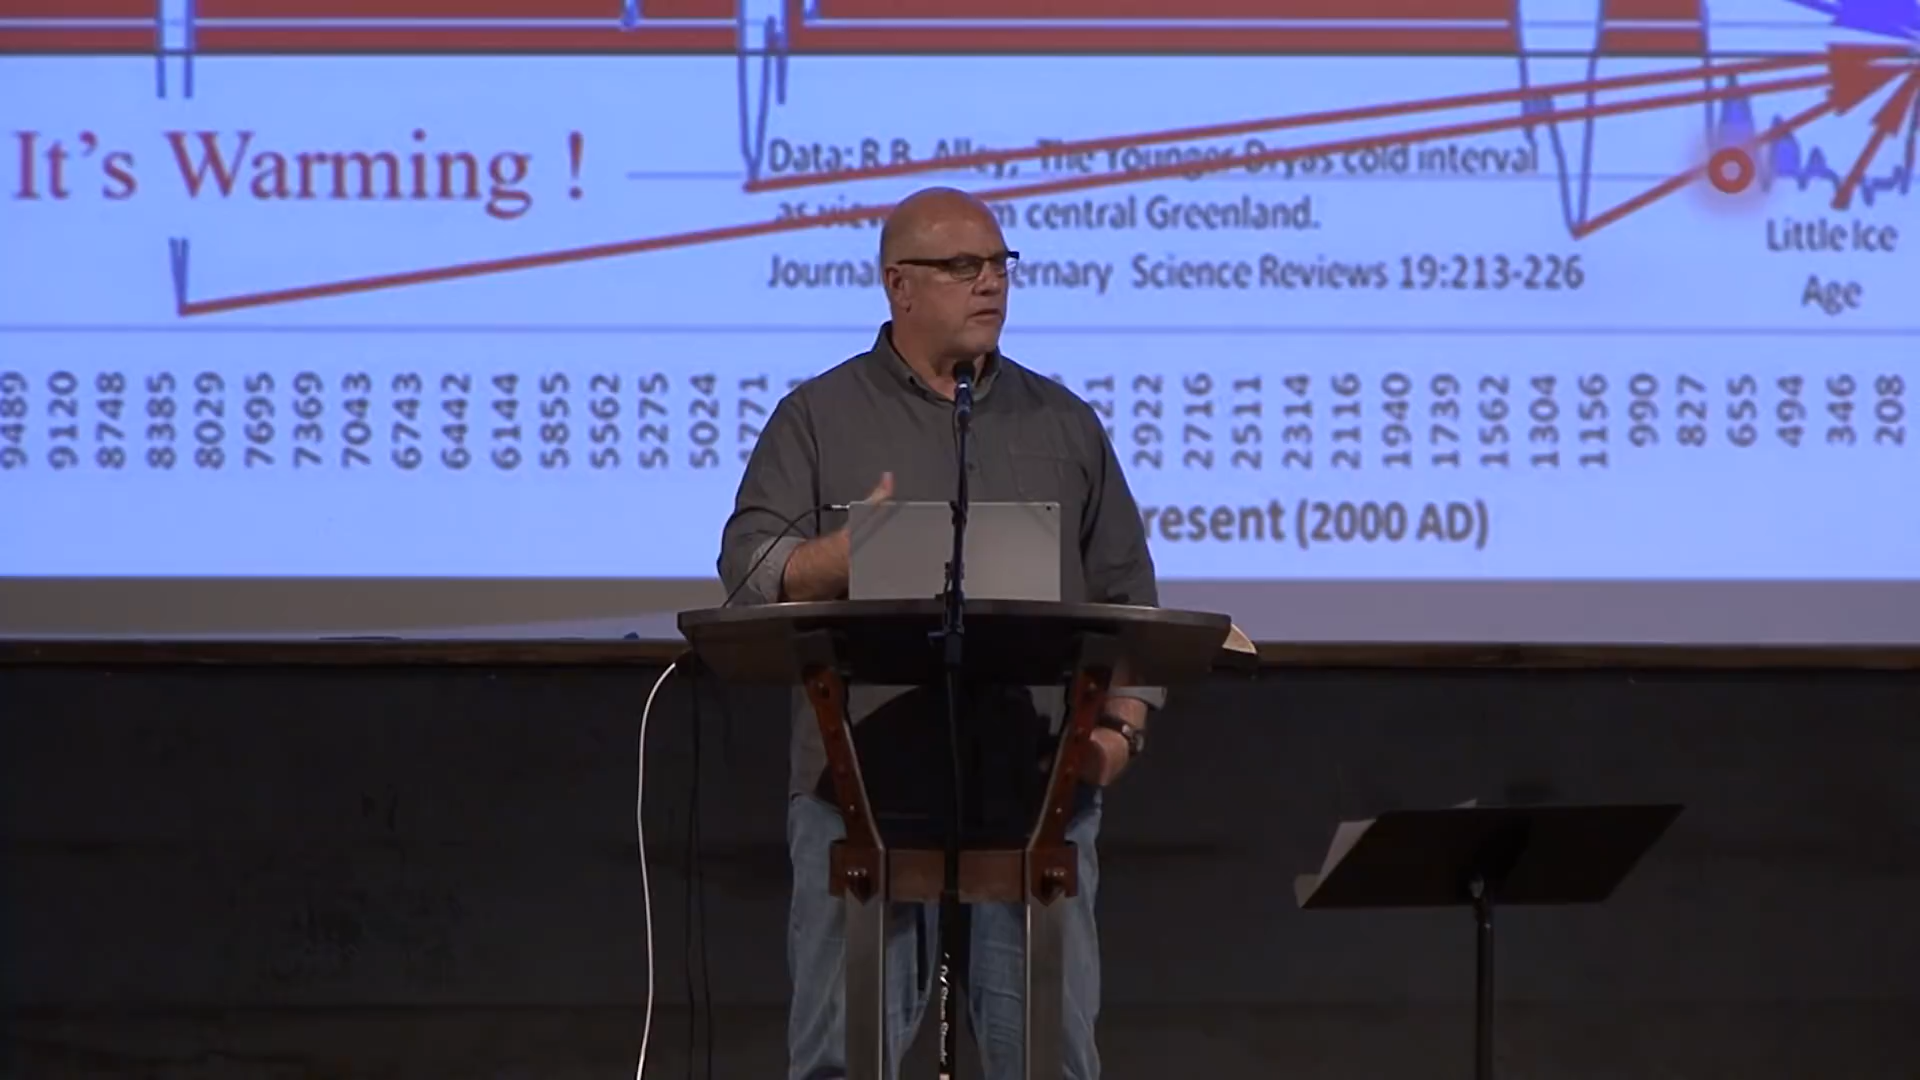 It's Warming !
Data: R.B. Alley, The Younger Dryas cold interval
central Greenland.
Science Reviews 19:213-226
Little Ice
Age
9489 9120 8748 8385 8029 7695 7369 7043 6743 6442 6144 5855 5562 5275 5024 2922 2716 2511 2314 2116 1940 1739 1562 1304 1156 990 827 655 494 346 208
(2000 AD)